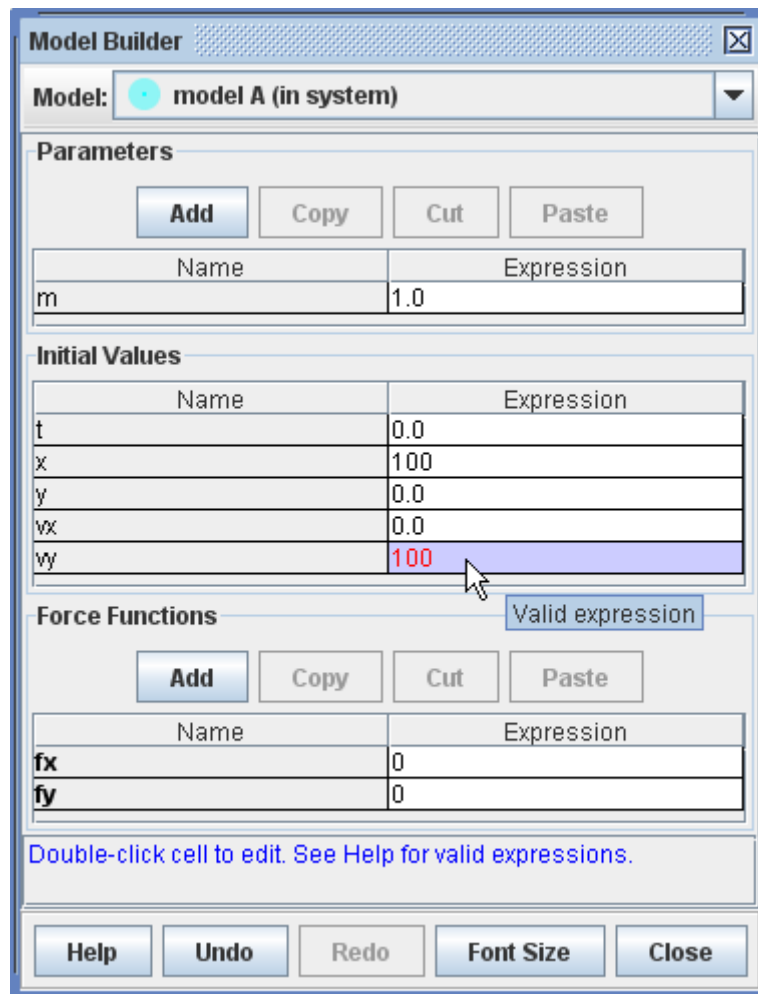 Model Builder
Model: model A (in system)
Parameters
Add Copy Cut Paste
Name Expression
m 1.0
Initial Values
Name Expression
t 0.0
x 100
y 0.0
vx 0.0
vy 100
Valid expression
Force Functions
Add Copy Cut Paste
Name Expression
fx 0
fy 0
Double-click cell to edit. See Help for valid expressions.
Help Undo Redo Font Size Close